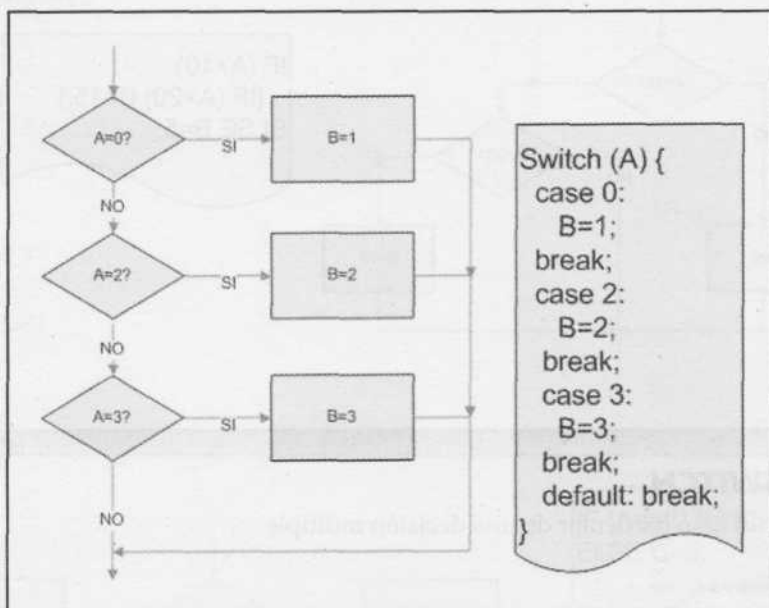 A=0?
SI
B=1
NO
A=2?
SI
B=2
NO
A=3?
SI
B=3
NO
Switch (A) {
case 0:
B=1;
break;
case 2:
B=2;
break;
case 3:
B=3;
break;
default: break;
}